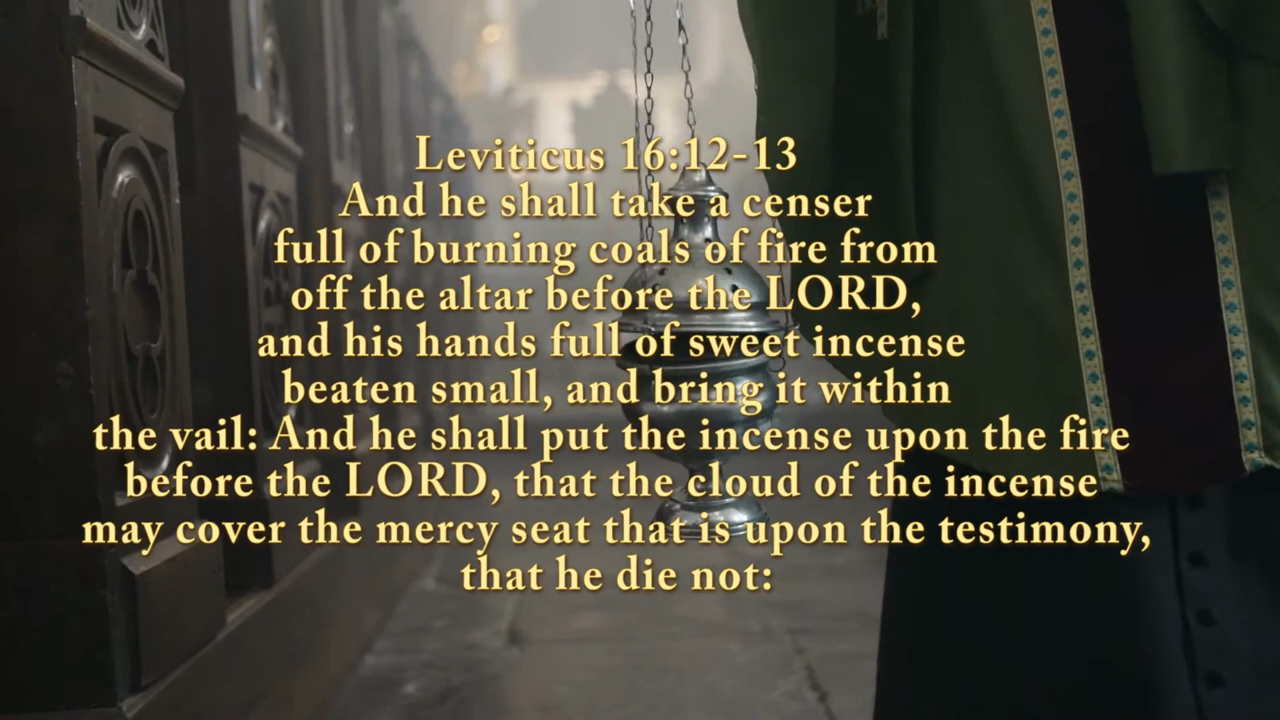 Leviticus 16:12-13
And he shall take a censer
full of burning coals of fire from
off the altar before the LORD,
and his hands full of sweet incense
beaten small, and bring it within
the vail: And he shall put the incense upon the fire
before the LORD, that the cloud of the incense
may cover the mercy seat that is upon the testimony,
that he die not: